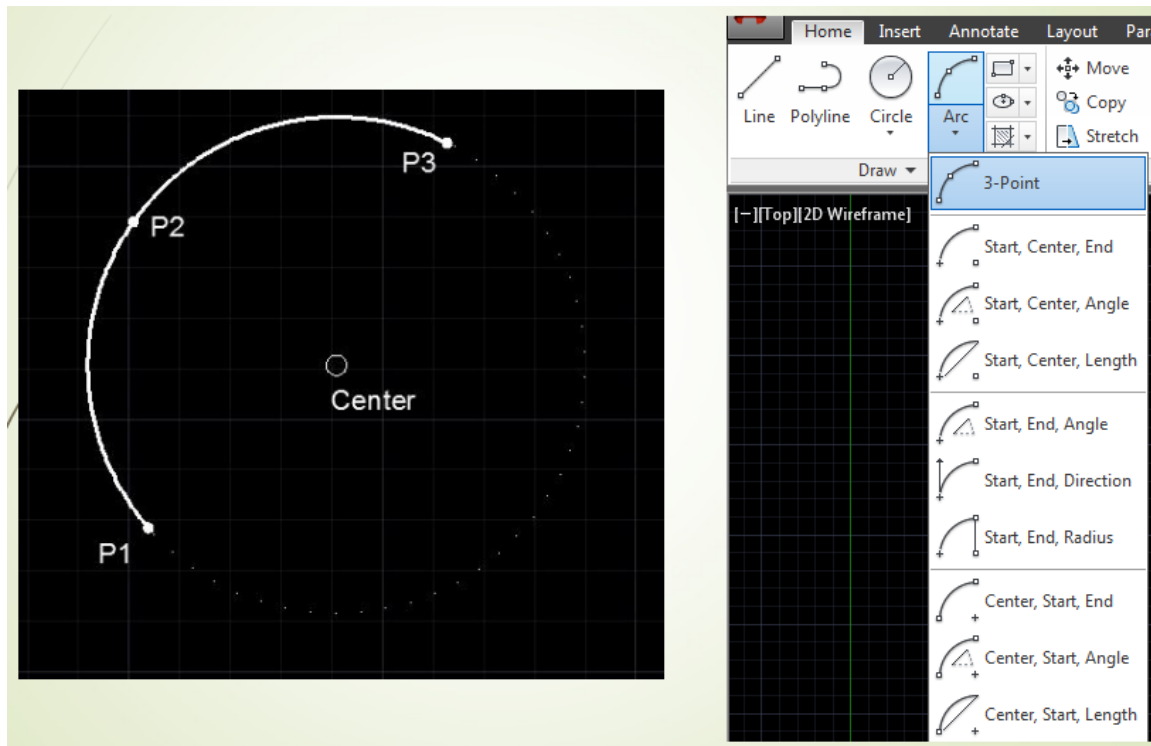 P3
P2
Center
P1
Home Insert Annotate Layout Par
Line Polyline Circle Arc
Move
Copy
Stretch
Draw
3-Point
[−][Top][2D Wireframe]
Start, Center, End
Start, Center, Angle
Start, Center, Length
Start, End, Angle
Start, End, Direction
Start, End, Radius
Center, Start, End
Center, Start, Angle
Center, Start, Length